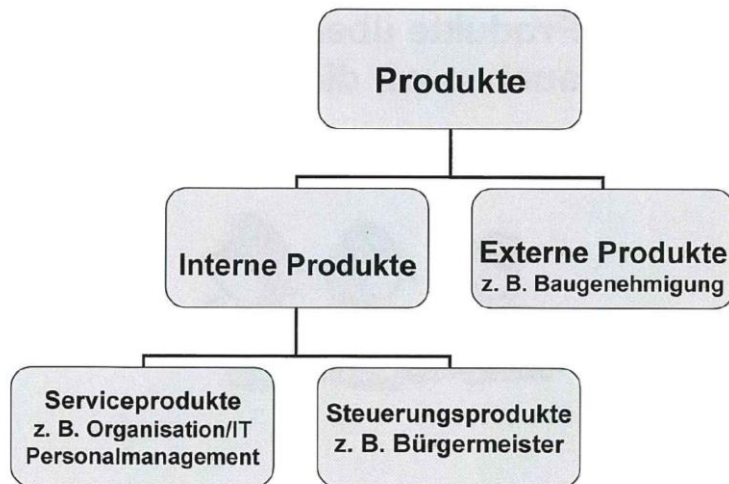 Produkte
Interne Produkte
Externe Produkte
z. B. Baugenehmigung
Serviceprodukte
z. B. Organisation/IT
Personalmanagement
Steuerungsprodukte
z. B. Bürgermeister